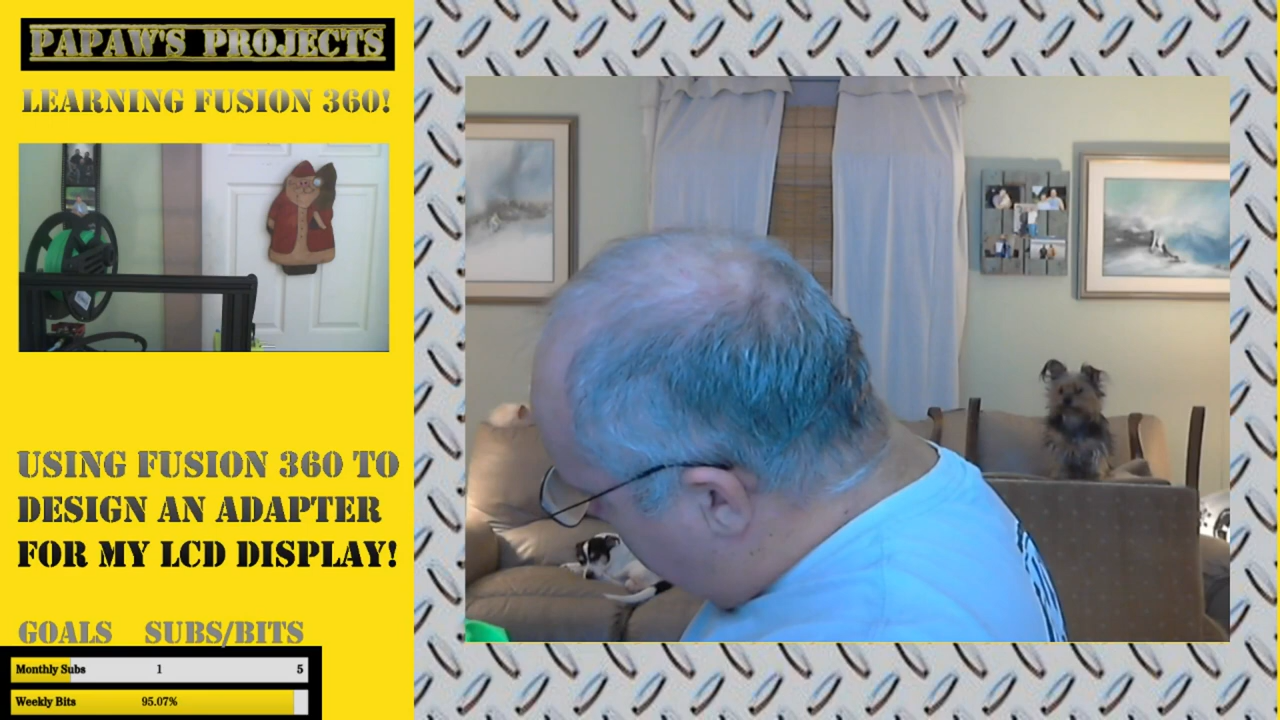 PAPAW'S PROJECTS
LEARNING FUSION 360!
USING FUSION 360 TO
DESIGN AN ADAPTER
FOR MY LCD DISPLAY!
GOALS SUBS/BITS
Monthly Subs 1 5
Weekly Bits 95.07%